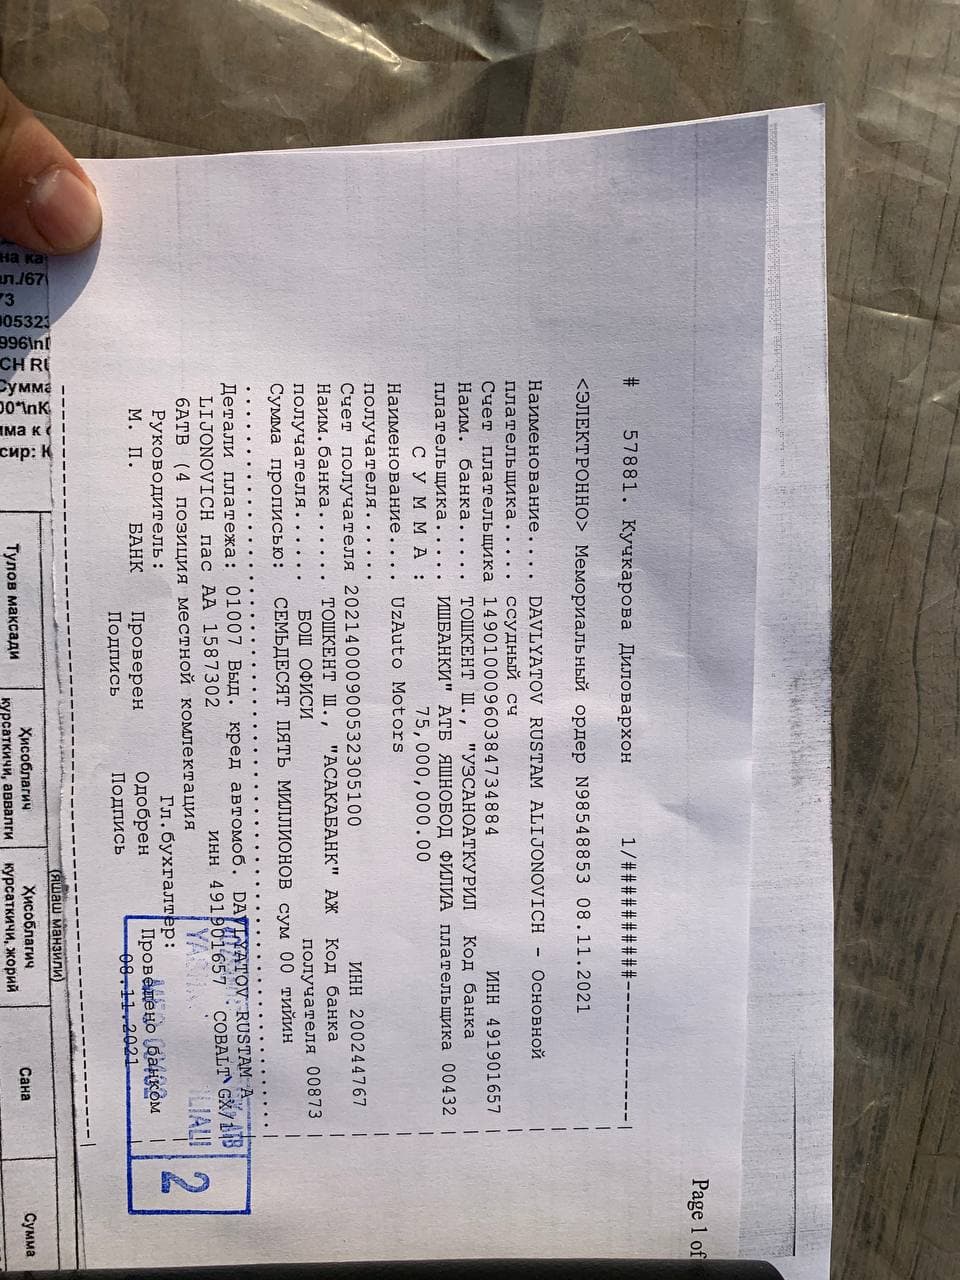 Page 1 of
# 57881. Кучкарова Диловархон 1/##########-----------
<ЭЛЕКТРОННО> Мемориальный ордер N98548853 08.11.2021
Наименование.... DAVLYATOV RUSTAM ALIJONOVICH - Основной
плательщика..... ссудный сч
Счет плательщика 14901000960384734884 ИНН 491901657 |
Наим. банка..... ТОШКЕНТ Ш., "УЗСАНОАТКУРИЛ Код банка |
плательщика..... ИШБАНКИ" АТБ ЯШНОБОД ФИЛИА плательщика 00432 |
С У М М А : 75,000,000.00 |
Наименование.... UzAuto Motors |
получателя...... |
Счет получателя 20214000900532305100 ИНН 200244767 |
Наим.банка...... ТОШКЕНТ Ш., "АСАКАБАНК" АЖ Код банка |
получателя...... БОШ ОФИСИ получателя 00873 |
Сумма прописью: СЕМЬДЕСЯТ ПЯТЬ МИЛЛИОНОВ сум 00 тийин |
Детали платежа: 01007 Выд. кред автомоб. DAVLYATOV RUSTAM A
LIJONOVICH пас АА 1587302 инн 491901657 COBALT GX/1
6АТВ (4 позиция местной комплектация
Руководитель: Гл.бухгалтер:
М. П. БАНК Проверен Одобрен Проведено банком
Подпись Подпись 08.11.2021
2
(яшаш манзили)
Тулов максади
Ҳисоблагич
курсаткичи, аввалги
Ҳисоблагич
курсаткичи, жорий
Сана
Сумма
на ка
ал./67
73
005323
996\n
CH RU
Сумма
00*\nК
сир: К